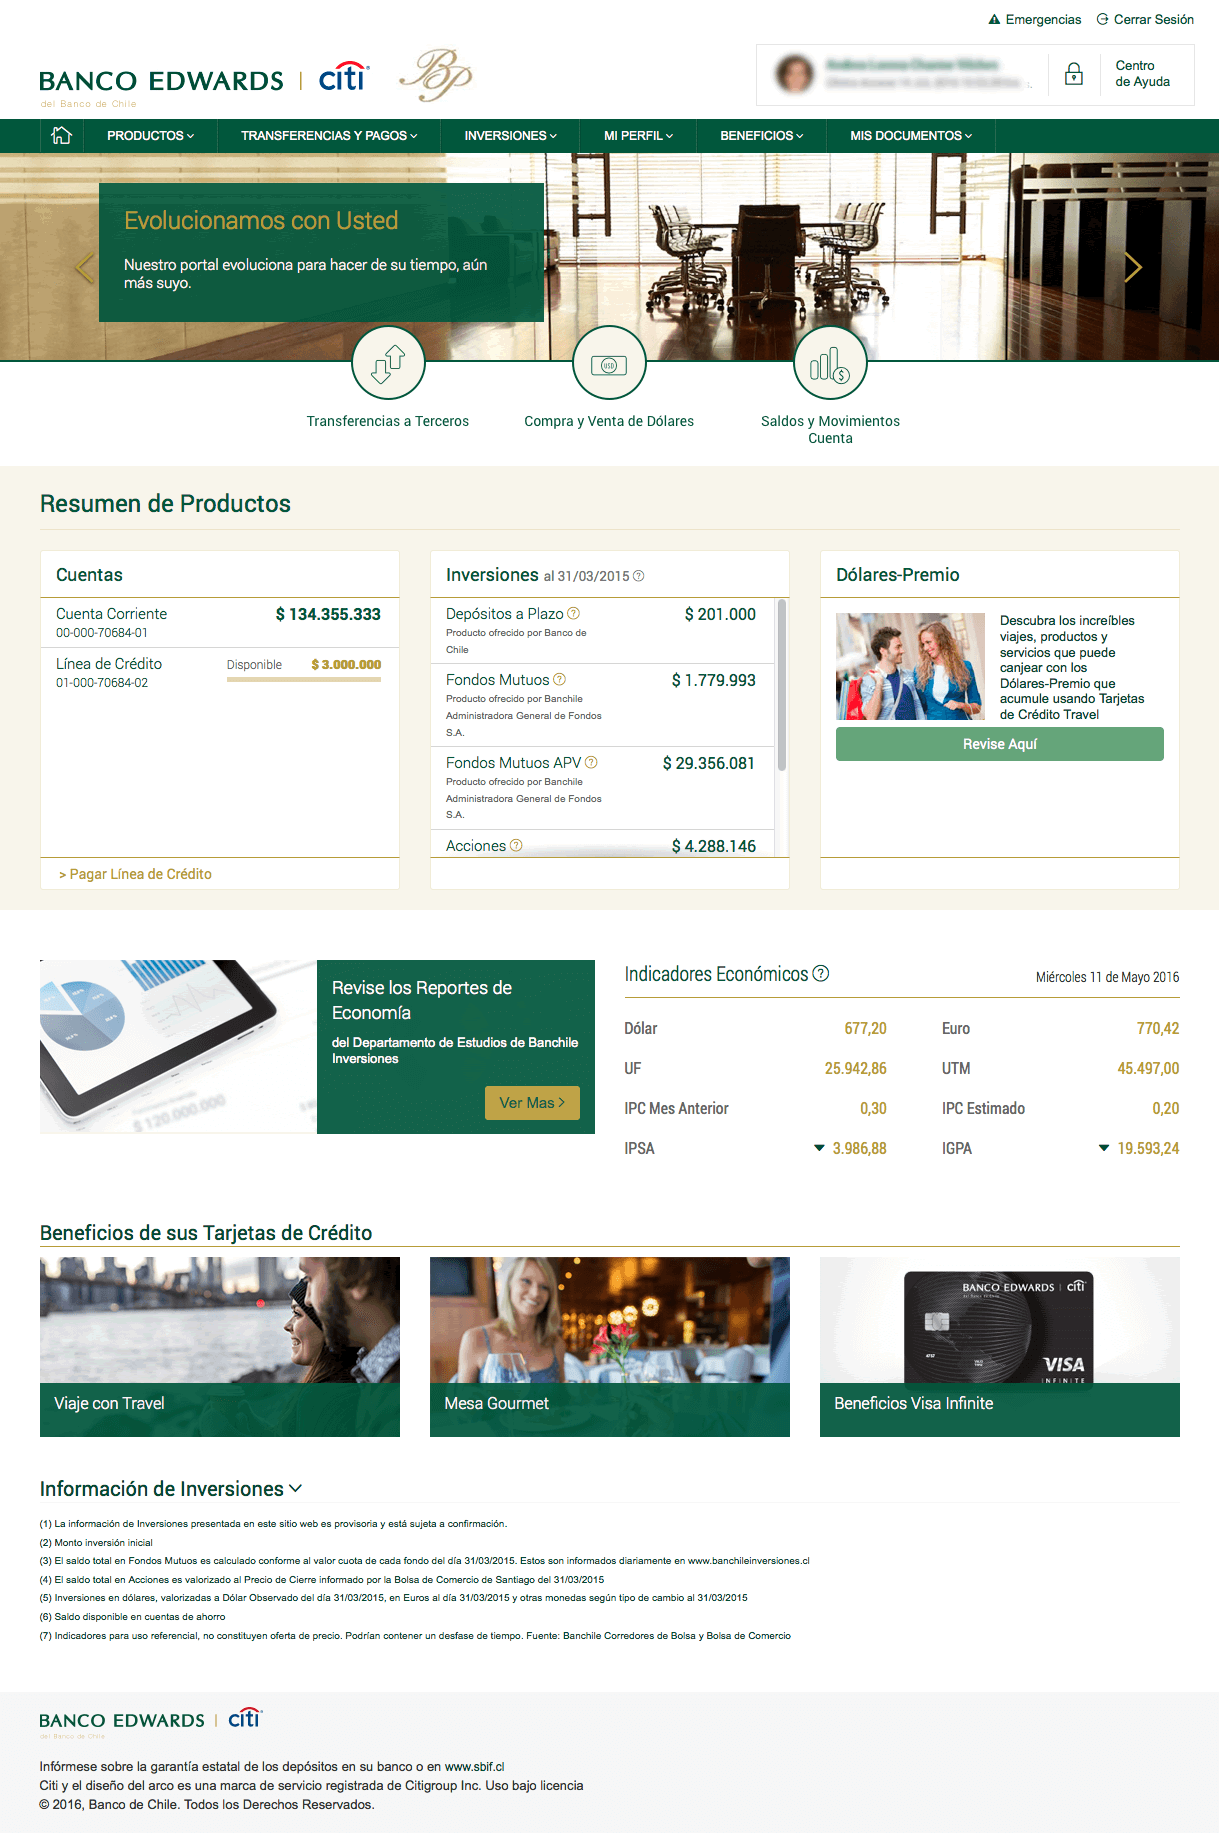 Emergencias
Cerrar Sesión
BANCO EDWARDS | citi
del Banco de Chile
BP
Centro
de Ayuda
PRODUCTOS
TRANSFERENCIAS Y PAGOS
INVERSIONES
MI PERFIL
BENEFICIOS
MIS DOCUMENTOS
Evolucionamos con Usted
Nuestro portal evoluciona para hacer de su tiempo, aún
más suyo.
USD
$
Transferencias a Terceros
Compra y Venta de Dólares
Saldos y Movimientos
Cuenta
Resumen de Productos
Cuentas
Cuenta Corriente $ 134.355.333
00-000-70684-01
Línea de Crédito Disponible $ 3.000.000
01-000-70684-02
> Pagar Línea de Crédito
Inversiones al 31/03/2015 ?
Depósitos a Plazo ? $ 201.000
Producto ofrecido por Banco de
Chile
Fondos Mutuos ? $ 1.779.993
Producto ofrecido por Banchile
Administradora General de Fondos
S.A.
Fondos Mutuos APV ? $ 29.356.081
Producto ofrecido por Banchile
Administradora General de Fondos
S.A.
Acciones ? $ 4.288.146
Dólares-Premio
Descubra los increíbles
viajes, productos y
servicios que puede
canjear con los
Dólares-Premio que
acumule usando Tarjetas
de Crédito Travel
Revise Aquí
$ 120.000.000
Revise los Reportes de
Economía
del Departamento de Estudios de Banchile
Inversiones
Ver Mas >
Indicadores Económicos ?
Miércoles 11 de Mayo 2016
Dólar 677,20 Euro 770,42
UF 25.942,86 UTM 45.497,00
IPC Mes Anterior 0,30 IPC Estimado 0,20
IPSA 3.986,88 IGPA 19.593,24
Beneficios de sus Tarjetas de Crédito
Viaje con Travel
Mesa Gourmet
BANCO EDWARDS | citi
VISA
INFINITE
Beneficios Visa Infinite
Información de Inversiones
(1) La información de Inversiones presentada en este sitio web es provisoria y está sujeta a confirmación.
(2) Monto inversión inicial
(3) El saldo total en Fondos Mutuos es calculado conforme al valor cuota de cada fondo del día 31/03/2015. Estos son informados diariamente en www.banchileinversiones.cl
(4) El saldo total en Acciones es valorizado al Precio de Cierre informado por la Bolsa de Comercio de Santiago del 31/03/2015
(5) Inversiones en dólares, valorizadas a Dólar Observado del día 31/03/2015, en Euros al día 31/03/2015 y otras monedas según tipo de cambio al 31/03/2015
(6) Saldo disponible en cuentas de ahorro
(7) Indicadores para uso referencial, no constituyen oferta de precio. Podrían contener un desfase de tiempo. Fuente: Banchile Corredores de Bolsa y Bolsa de Comercio
BANCO EDWARDS | citi
del Banco de Chile
Infórmese sobre la garantía estatal de los depósitos en su banco o en www.sbif.cl
Citi y el diseño del arco es una marca de servicio registrada de Citigroup Inc. Uso bajo licencia
© 2016, Banco de Chile. Todos los Derechos Reservados.